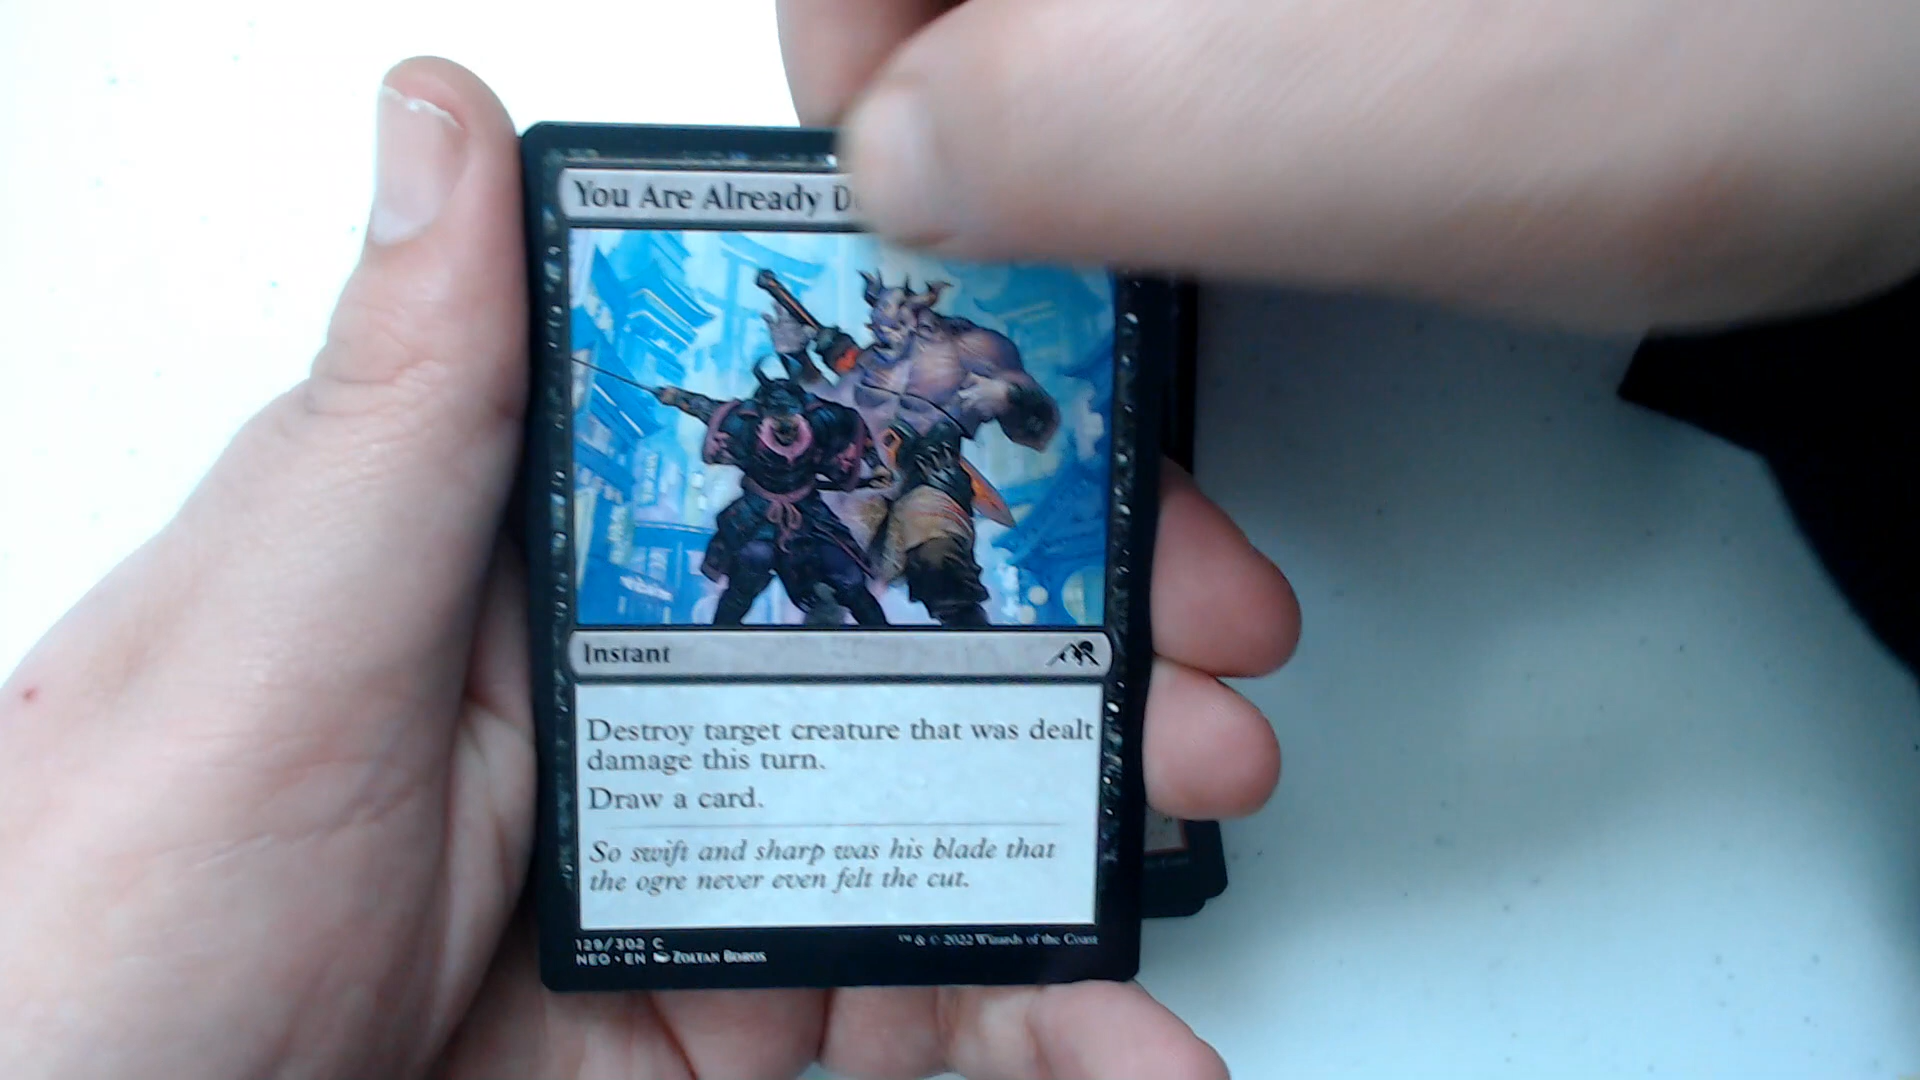 You Are Already D
Instant
Destroy target creature that was dealt
damage this turn.
Draw a card.
So swift and sharp was his blade that
the ogre never even felt the cut.
129/302 C
NEO • EN Zoltan Boros
™ & © 2022 Wizards of the Coast